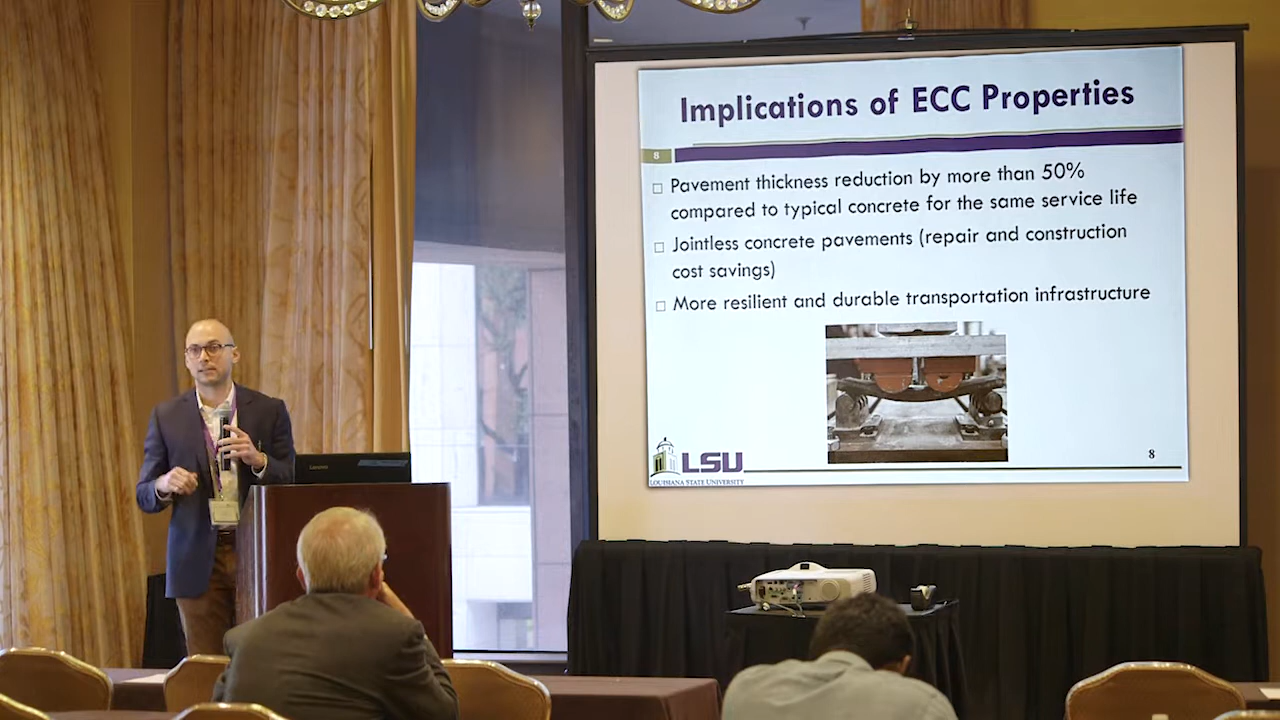 Implications of ECC Properties
8
Pavement thickness reduction by more than 50%
compared to typical concrete for the same service life
Jointless concrete pavements (repair and construction
cost savings)
More resilient and durable transportation infrastructure
LSU
LOUISIANA STATE UNIVERSITY
8
Lenovo